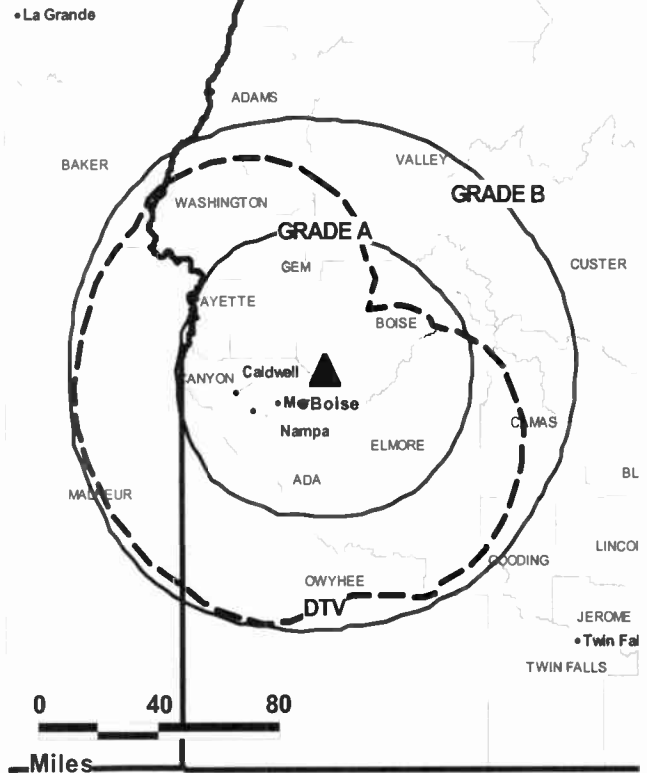 La Grande
ADAMS
BAKER
VALLEY
GRADE B
WASHINGTON
GRADE A
GEM
CUSTER
AYETTE
BOISE
CANYON
Caldwell
Boise
CAMAS
Nampa
ELMORE
BL
ADA
MALHEUR
LINCOL
GOODING
OWYHEE
DTV
JEROME
Twin Fal
TWIN FALLS
0 40 80
Miles